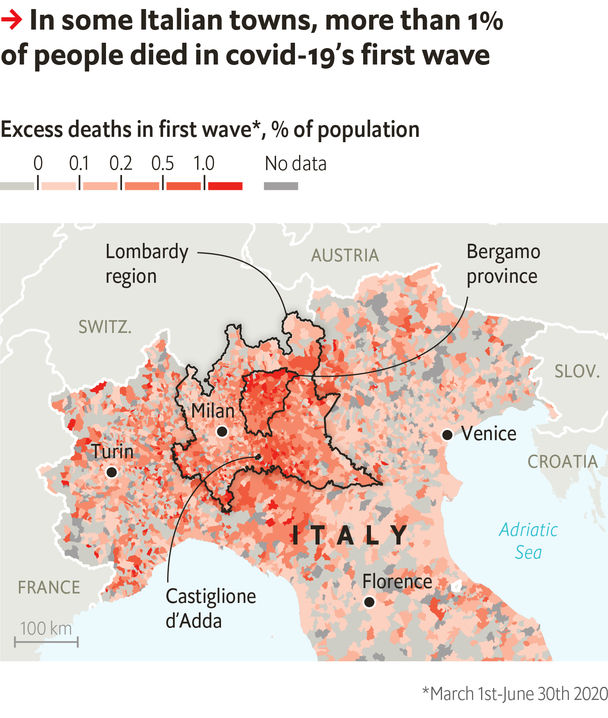 → In some Italian towns, more than 1%
of people died in covid-19’s first wave
Excess deaths in first wave*, % of population
0 0.1 0.2 0.5 1.0 No data
Lombardy
region
AUSTRIA
Bergamo
province
SWITZ.
SLOV.
Milan
Turin
Venice
CROATIA
ITALY
Adriatic
Sea
FRANCE
Castiglione
d’Adda
Florence
100 km
*March 1st-June 30th 2020